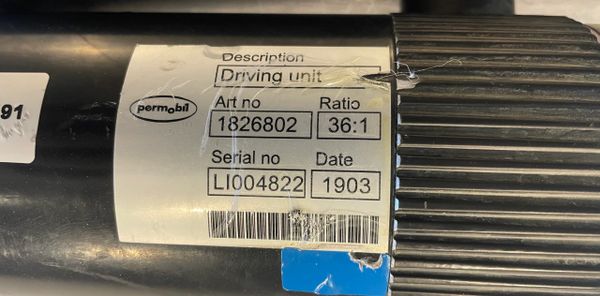 91
permobil
Description
Driving unit
Art no Ratio
1826802 36:1
Serial no Date
LI004822 1903